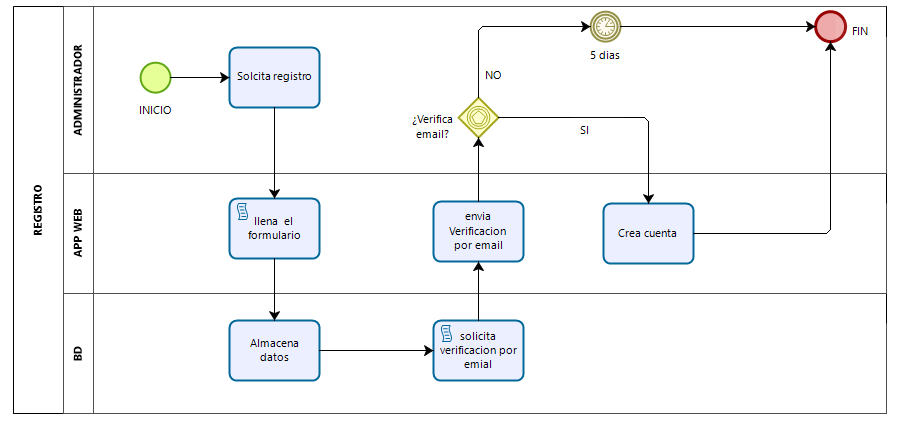 REGISTRO
ADMINISTRADOR
INICIO
Solcita registro
¿Verifica
email?
NO
5 dias
FIN
SI
APP WEB
llena el
formulario
envia
Verificacion
por email
Crea cuenta
BD
Almacena
datos
solicita
verificacion por
emial